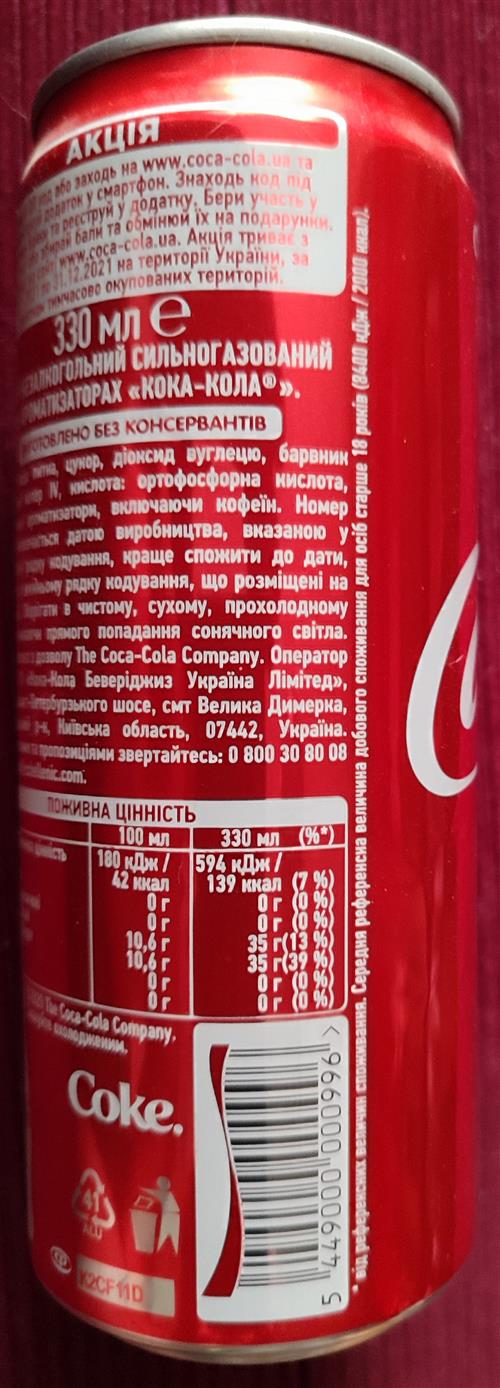 АКЦІЯ
код або заходь на www.coca-cola.ua та
додаток у смартфон. Знаходь код під
та реєструй у додатку. Бери участь у
збирай бали та обмінюй їх на подарунки.
www.coca-cola.ua. Акція триває з
по 31.12.2021 на території України, за
тимчасово окупованих територій.
330 мл e
БЕЗАЛКОГОЛЬНИЙ СИЛЬНОГАЗОВАНИЙ
АРОМАТИЗАТОРАХ «КОКА-КОЛА®».
ВИГОТОВЛЕНО БЕЗ КОНСЕРВАНТІВ
питна, цукор, діоксид вуглецю, барвник
IV, кислота: ортофосфорна кислота,
ароматизатори, включаючи кофеїн. Номер
датою виробництва, вказаною у
рядку кодування, краще спожити до дати,
рядку кодування, що розміщені на
Зберігати в чистому, сухому, прохолодному
прямого попадання сонячного світла.
з дозволу The Coca-Cola Company. Оператор
«Кока-Кола Беверіджиз Україна Лімітед»,
шосе, смт Велика Димерка,
р-н, Київська область, 07442, Україна.
та пропозиціями звертайтесь: 0 800 30 80 08
ПОЖИВНА ЦІННІСТЬ
100 мл 330 мл (%*)
цінність 180 кДж / 594 кДж /
42 ккал 139 ккал (7 %)
0 г 0 г (0 %)
0 г 0 г (0 %)
10,6 г 35 г(13 %)
10,6 г 35 г(39 %)
0 г 0 г (0 %)
0 г 0 г (0 %)
The Coca-Cola Company.
охолодженим.
Coke.
41
ALU
K2CF11D
5 449000 000996 >
* від референсних величин споживання. Середня референсна величина добового споживання для осіб старше 18 років (8400 кДж / 2000 ккал).